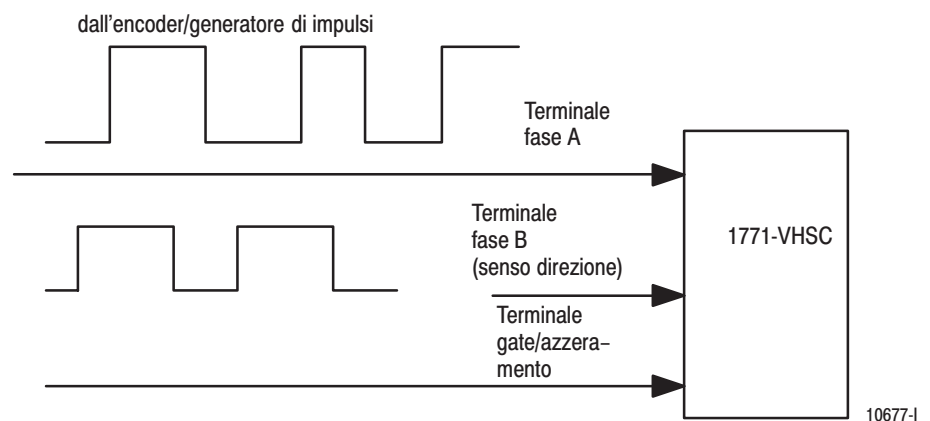 dall'encoder/generatore di impulsi
Terminale
fase A
Terminale
fase B
(senso direzione)
1771-VHSC
Terminale
gate/azzera-
mento
10677-I